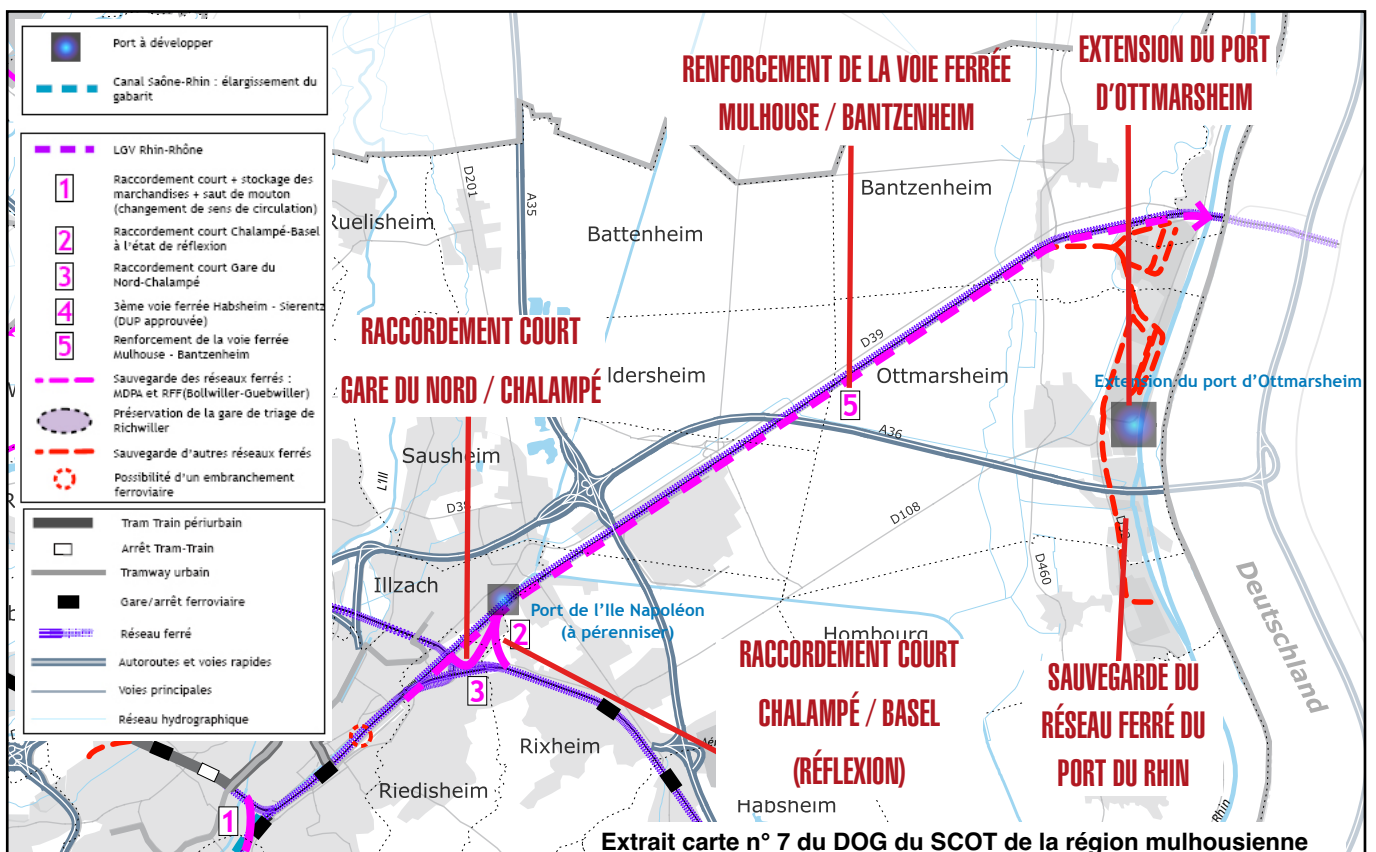 Port à développer
Canal Saône-Rhin : élargissement du
gabarit
LGV Rhin-Rhône
1
Raccordement court + stockage des
marchandises + saut de mouton
(changement de sens de circulation)
2
Raccordement court Chalampé-Basel
à l'état de réflexion
3
Raccordement court Gare du
Nord-Chalampé
4
3ème voie ferrée Habsheim - Sierentz
(DUP approuvée)
5
Renforcement de la voie ferrée
Mulhouse - Bantzenheim
Sauvegarde des réseaux ferrés :
MDPA et RFF(Bollwiller-Guebwiller)
Préservation de la gare de triage de
Richwiller
Sauvegarde d'autres réseaux ferrés
Possibilité d'un embranchement
ferroviaire
Tram Train périurbain
Arrêt Tram-Train
Tramway urbain
Gare/arrêt ferroviaire
Réseau ferré
Autoroutes et voies rapides
Voies principales
Réseau hydrographique
RENFORCEMENT DE LA VOIE FERRÉE
MULHOUSE / BANTZENHEIM
EXTENSION DU PORT
D'OTTMARSHEIM
D201
A35
Ruelisheim
Battenheim
Bantzenheim
RACCORDEMENT COURT
GARE DU NORD / CHALAMPÉ
ldersheim
D39
Ottmarsheim
Extension du port d'Ottmarsheim
5
A36
Sausheim
L'Ill
D108
D460
Illzach
Port de l'Ile Napoléon
(à pérenniser)
2
3
Hombourg
RACCORDEMENT COURT
CHALAMPÉ / BASEL
(RÉFLEXION)
SAUVEGARDE DU
RÉSEAU FERRÉ DU
PORT DU RHIN
Deutschland
Rhin
Rixheim
Riedisheim
Habsheim
1
Extrait carte n° 7 du DOG du SCOT de la région mulhousienne